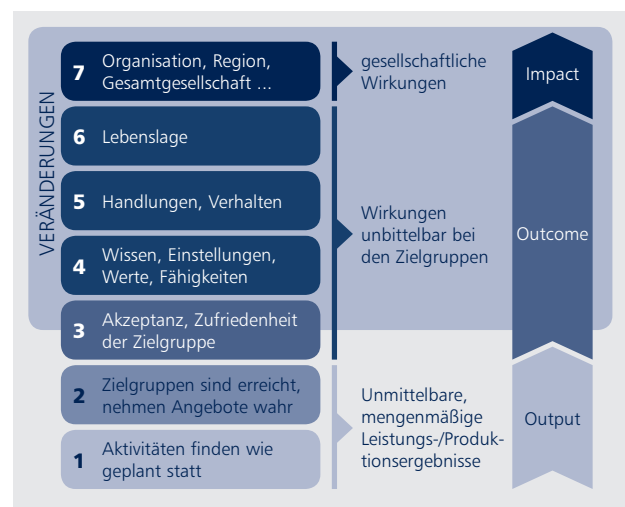 VERÄNDERUNGEN
7
Organisation, Region,
Gesamtgesellschaft ...
gesellschaftliche
Wirkungen
Impact
6
Lebenslage
5
Handlungen, Verhalten
4
Wissen, Einstellungen,
Werte, Fähigkeiten
Wirkungen
unbittelbar bei
den Zielgruppen
Outcome
3
Akzeptanz, Zufriedenheit
der Zielgruppe
2
Zielgruppen sind erreicht,
nehmen Angebote wahr
1
Aktivitäten finden wie
geplant statt
Unmittelbare,
mengenmäßige
Leistungs-/Produk-
tionsergebnisse
Output